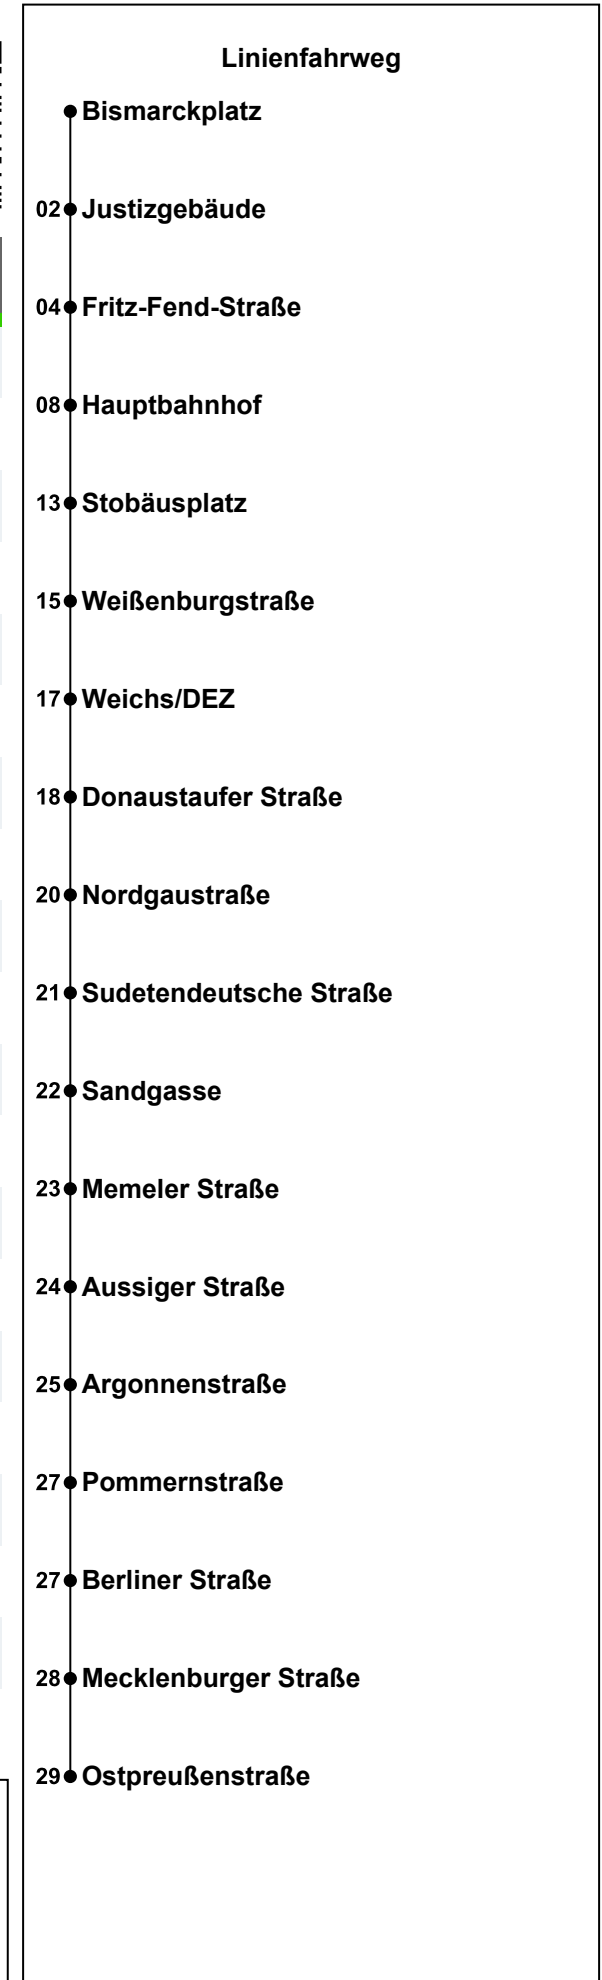 Linienfahrweg
Bismarckplatz
02 Justizgebäude
04 Fritz-Fend-Straße
08 Hauptbahnhof
13 Stobäusplatz
15 Weißenburgstraße
17 Weichs/DEZ
18 Donaustaufer Straße
20 Nordgaustraße
21 Sudetendeutsche Straße
22 Sandgasse
23 Memeler Straße
24 Aussiger Straße
25 Argonnenstraße
27 Pommernstraße
27 Berliner Straße
28 Mecklenburger Straße
29 Ostpreußenstraße